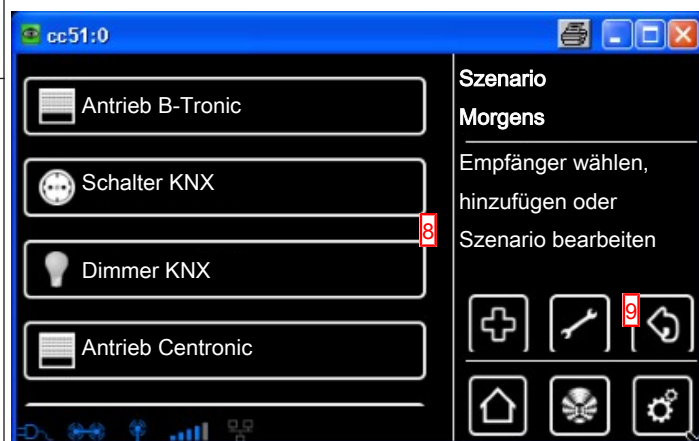 cc51:0
Antrieb B-Tronic
Schalter KNX
Dimmer KNX
Antrieb Centronic
8
Szenario
Morgens
Empfänger wählen,
hinzufügen oder
Szenario bearbeiten
9